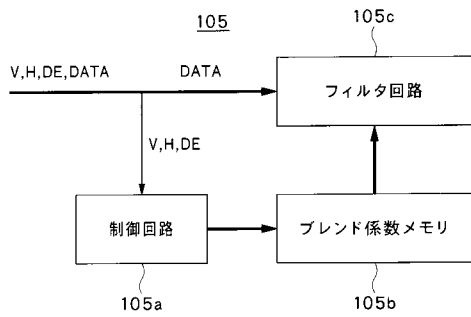 105
105c
V,H,DE,DATA
DATA
フィルタ回路
V,H,DE
制御回路
ブレンド係数メモリ
105a
105b